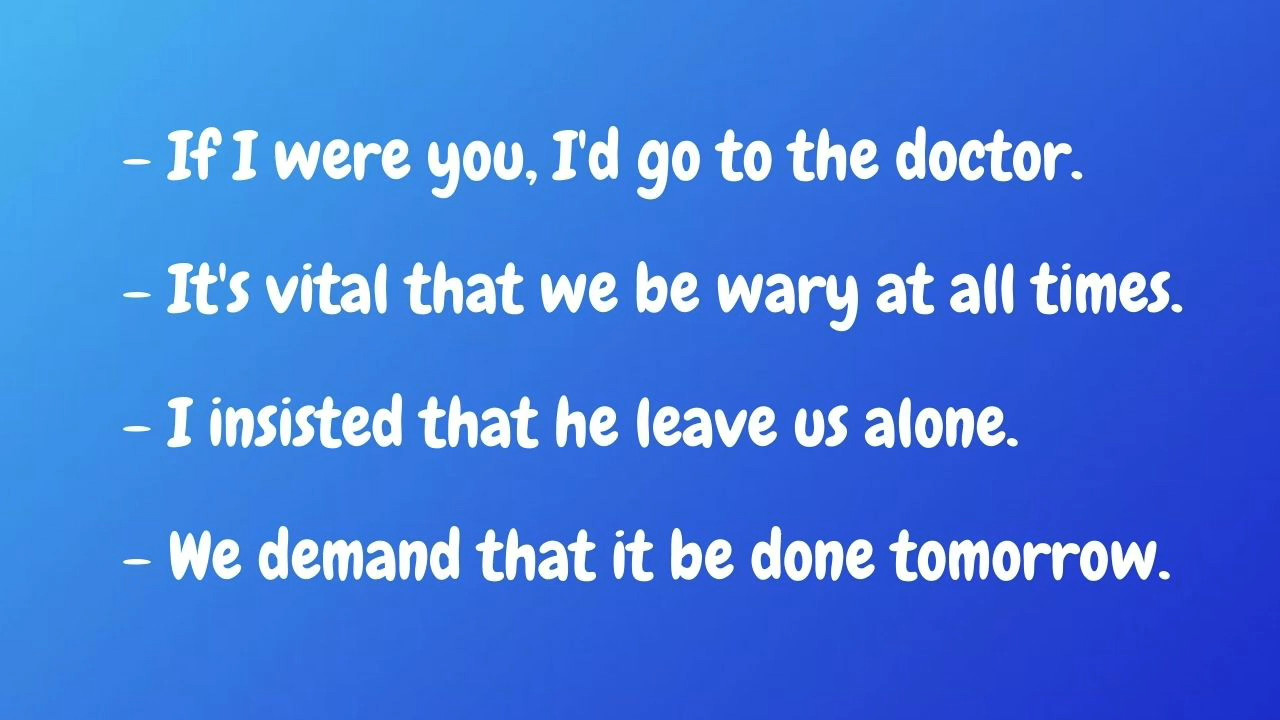 – If I were you, I'd go to the doctor.
– It's vital that we be wary at all times.
– I insisted that he leave us alone.
– We demand that it be done tomorrow.